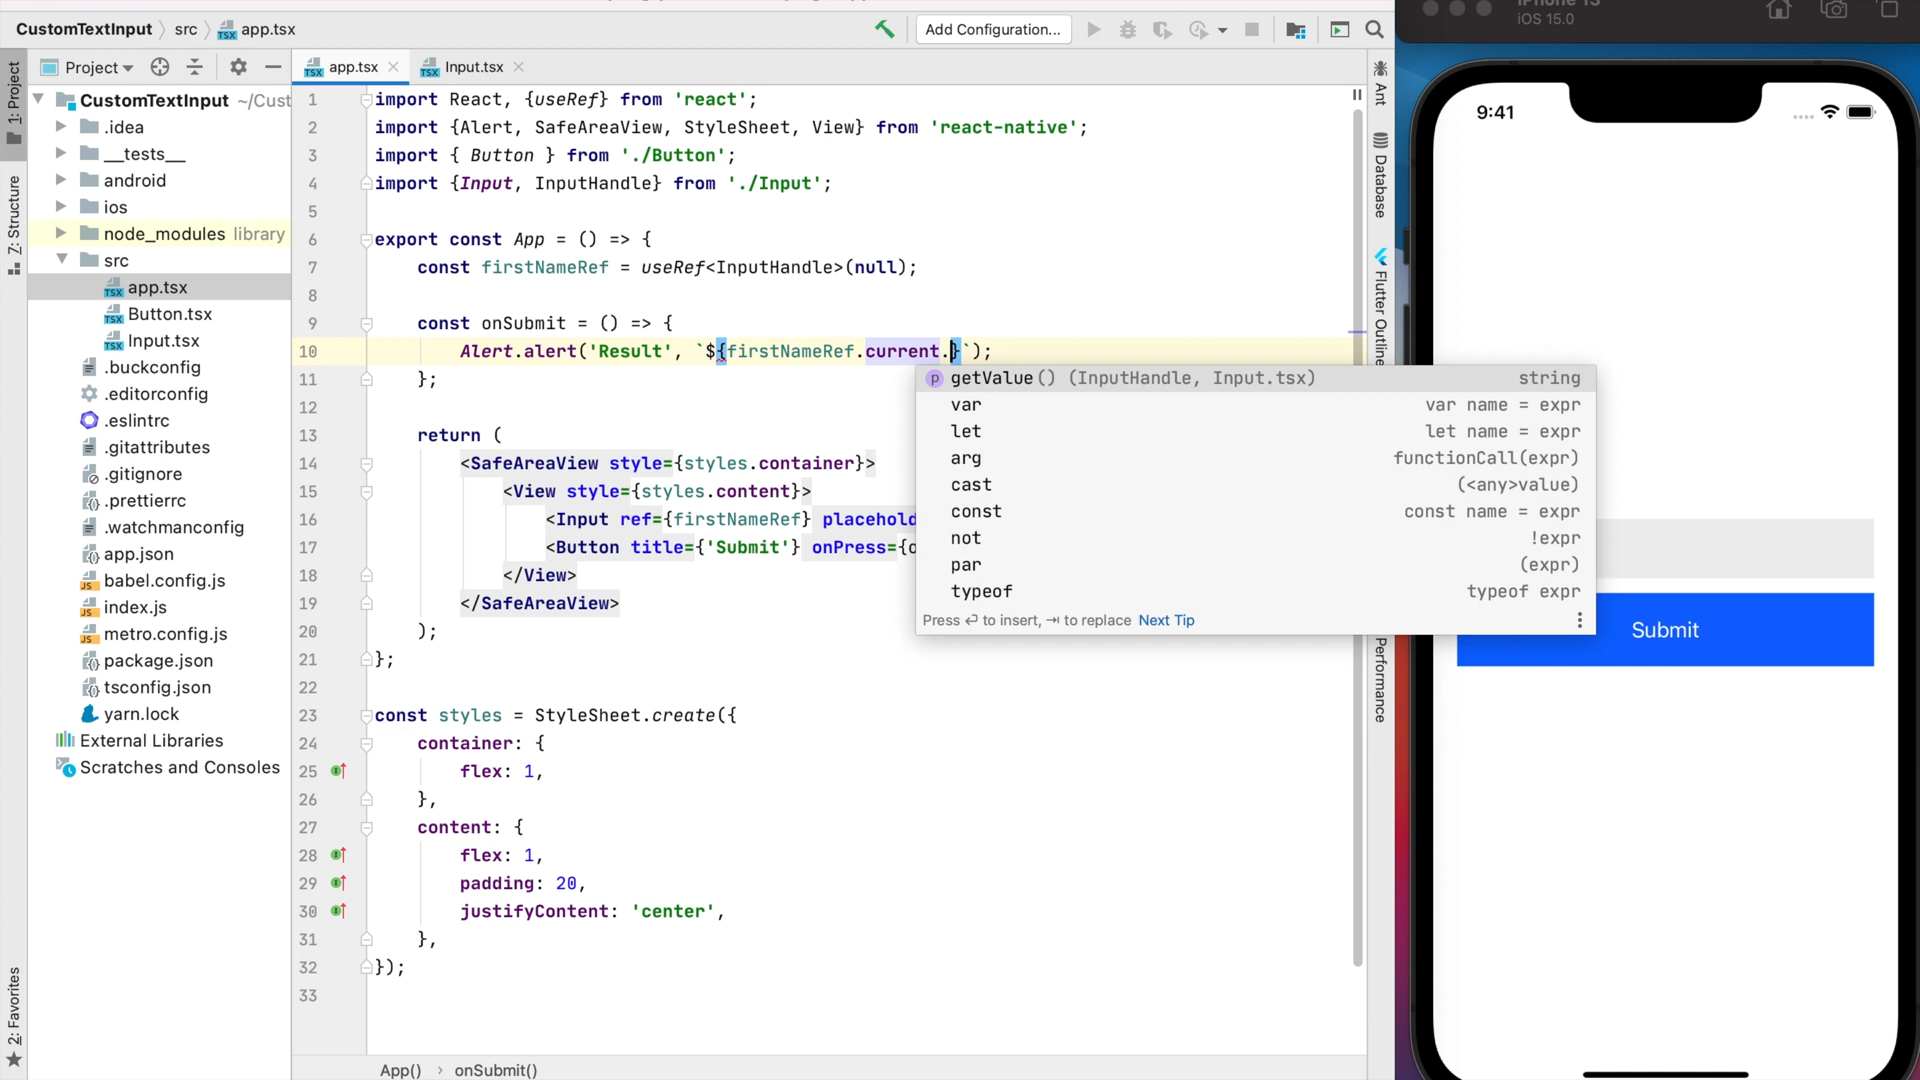 CustomTextInput src app.tsx
Add Configuration...
iOS 15.0
1: Project
Project
app.tsx
Input.tsx
CustomTextInput ~/Cust
.idea
__tests__
android
ios
node_modules library
src
app.tsx
Button.tsx
Input.tsx
.buckconfig
.editorconfig
.eslintrc
.gitattributes
.gitignore
.prettierrc
.watchmanconfig
app.json
babel.config.js
index.js
metro.config.js
package.json
tsconfig.json
yarn.lock
External Libraries
Scratches and Consoles
Z: Structure
2: Favorites
1 import React, {useRef} from 'react';
2 import {Alert, SafeAreaView, StyleSheet, View} from 'react-native';
3 import { Button } from './Button';
4 import {Input, InputHandle} from './Input';
5
6 export const App = () => {
7 const firstNameRef = useRef<InputHandle>(null);
8
9 const onSubmit = () => {
10 Alert.alert('Result', `${firstNameRef.current.}`);
11 };
12
13 return (
14 <SafeAreaView style={styles.container}>
15 <View style={styles.content}>
16 <Input ref={firstNameRef} placehold
17 <Button title={'Submit'} onPress={o
18 </View>
19 </SafeAreaView>
20 );
21 };
22
23 const styles = StyleSheet.create({
24 container: {
25 flex: 1,
26 },
27 content: {
28 flex: 1,
29 padding: 20,
30 justifyContent: 'center',
31 },
32 });
33
p getValue() (InputHandle, Input.tsx) string
var var name = expr
let let name = expr
arg functionCall(expr)
cast (<any>value)
const const name = expr
not !expr
par (expr)
typeof typeof expr
Press ↵ to insert, ⇥ to replace Next Tip
App() › onSubmit()
Ant
Database
Flutter Outline
Performance
9:41
Submit